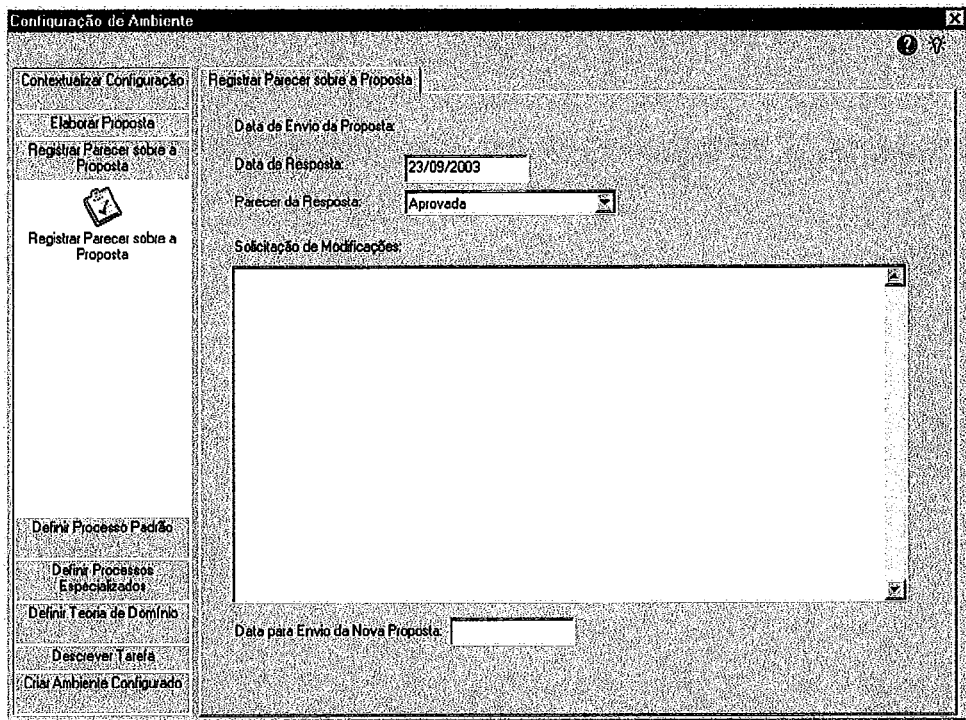 Configuração de Ambiente
Contextualizar Configuração
Elaborar Proposta
Registrar Parecer sobre a
Proposta
Registrar Parecer sobre a
Proposta
Definir Processo Padrão
Definir Processos
Especializados
Definir Teoria de Domínio
Descrever Tarefa
Criar Ambiente Configurado
Registrar Parecer sobre a Proposta
Data de Envio da Proposta:
Data da Resposta: 23/09/2003
Parecer da Resposta: Aprovada
Solicitação de Modificações:
Data para Envio da Nova Proposta: